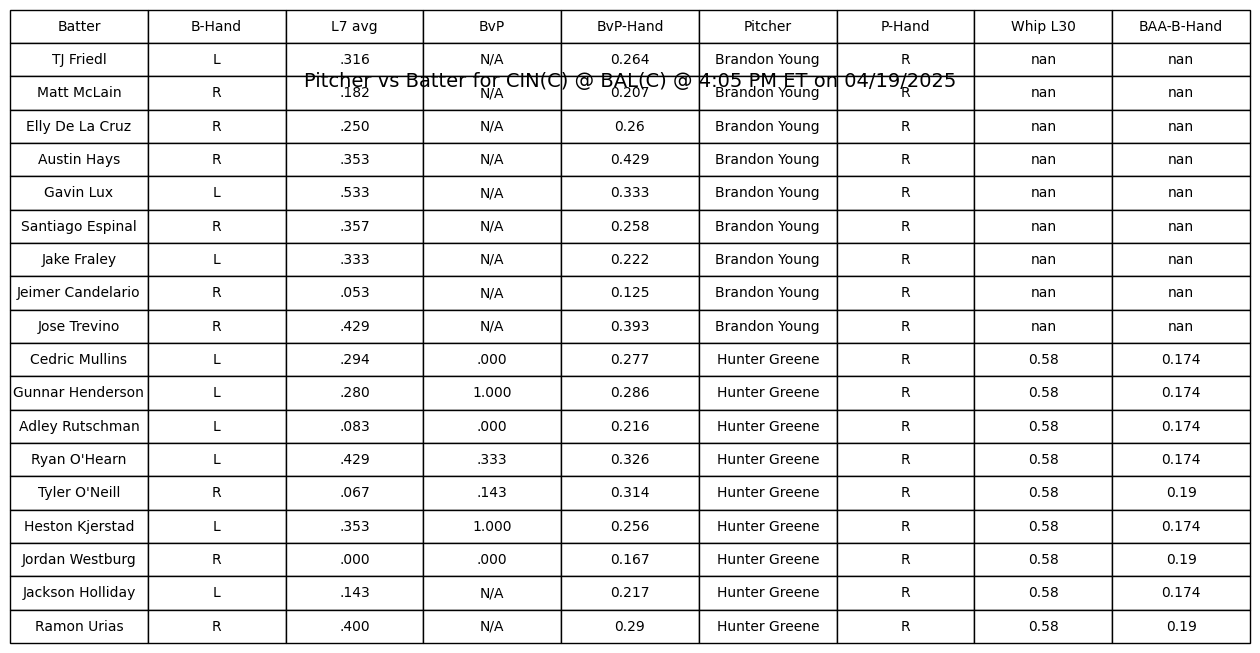 Batter B-Hand L7 avg BvP BvP-Hand Pitcher P-Hand Whip L30 BAA-B-Hand
TJ Friedl L .316 N/A 0.264 Brandon Young R nan nan
Pitcher vs Batter for CIN(C) @ BAL(C) @ 4:05 PM ET on 04/19/2025
Matt McLain R .182 N/A 0.207 Brandon Young R nan nan
Elly De La Cruz R .250 N/A 0.26 Brandon Young R nan nan
Austin Hays R .353 N/A 0.429 Brandon Young R nan nan
Gavin Lux L .533 N/A 0.333 Brandon Young R nan nan
Santiago Espinal R .357 N/A 0.258 Brandon Young R nan nan
Jake Fraley L .333 N/A 0.222 Brandon Young R nan nan
Jeimer Candelario R .053 N/A 0.125 Brandon Young R nan nan
Jose Trevino R .429 N/A 0.393 Brandon Young R nan nan
Cedric Mullins L .294 .000 0.277 Hunter Greene R 0.58 0.174
Gunnar Henderson L .280 1.000 0.286 Hunter Greene R 0.58 0.174
Adley Rutschman L .083 .000 0.216 Hunter Greene R 0.58 0.174
Ryan O'Hearn L .429 .333 0.326 Hunter Greene R 0.58 0.174
Tyler O'Neill R .067 .143 0.314 Hunter Greene R 0.58 0.19
Heston Kjerstad L .353 1.000 0.256 Hunter Greene R 0.58 0.174
Jordan Westburg R .000 .000 0.167 Hunter Greene R 0.58 0.19
Jackson Holliday L .143 N/A 0.217 Hunter Greene R 0.58 0.174
Ramon Urias R .400 N/A 0.29 Hunter Greene R 0.58 0.19